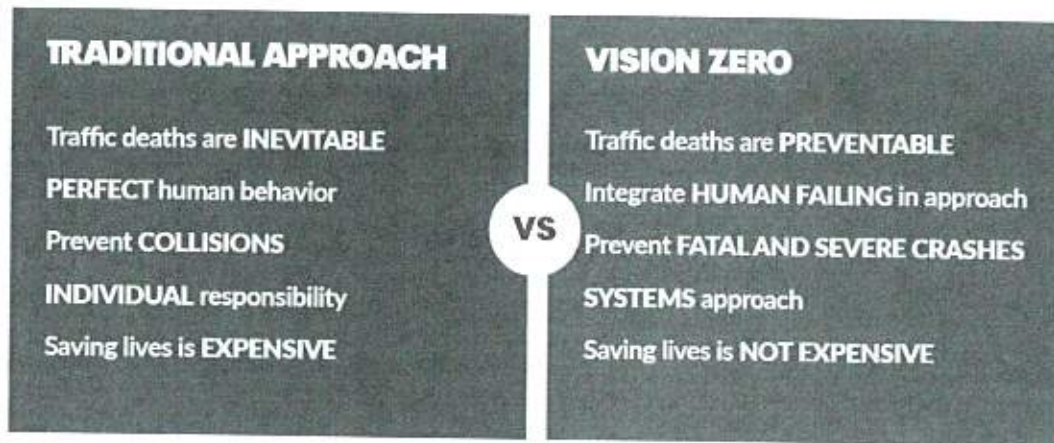 TRADITIONAL APPROACH
Traffic deaths are INEVITABLE
PERFECT human behavior
Prevent COLLISIONS
INDIVIDUAL responsibility
Saving lives is EXPENSIVE
VS
VISION ZERO
Traffic deaths are PREVENTABLE
Integrate HUMAN FAILING in approach
Prevent FATAL AND SEVERE CRASHES
SYSTEMS approach
Saving lives is NOT EXPENSIVE